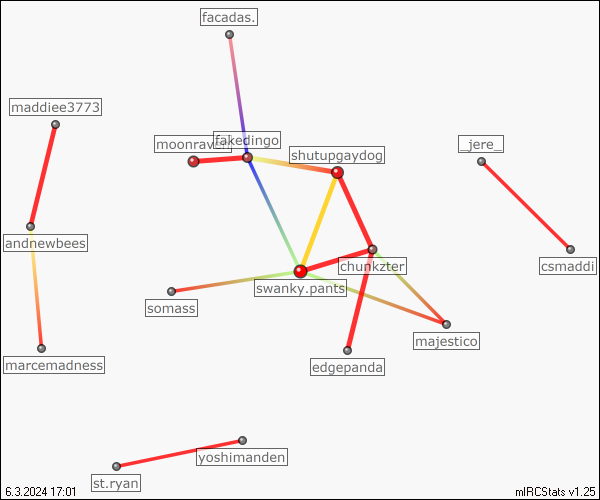 facadas.
maddiee3773
fakedingo
_jere_
shutupgaydog
andnewbees
chunkzter
csmaddi
swanky.pants
somass
majestico
marcemadness
edgepanda
yoshimanden
st.ryan
6.3.2024 17:01
mIRCStats v1.25